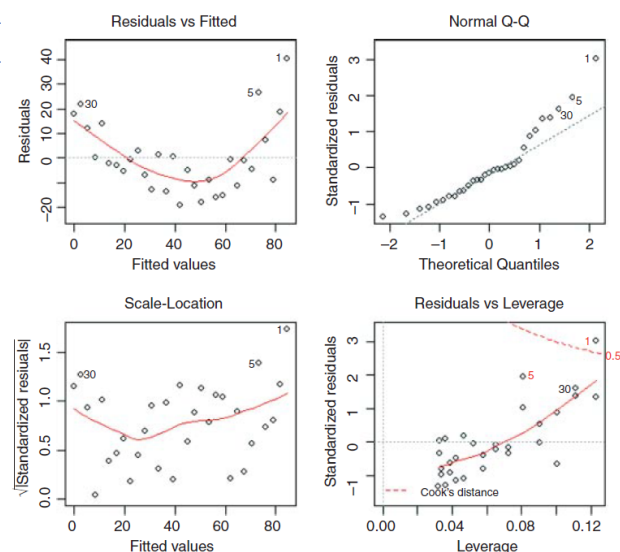 Residuals vs Fitted
Residuals
40
30
20
10
0
−20
1
5
30
0 20 40 60 80
Fitted values
Normal Q-Q
Standardized residuals
3
2
1
0
−1
1
5
30
−2 −1 0 1 2
Theoretical Quantiles
Scale-Location
√|Standardized resiuals|
1.5
1.0
0.5
0.0
1
5
30
0 20 40 60 80
Fitted values
Residuals vs Leverage
Standardized residuals
3
2
1
0
−1
1
0.5
5
30
Cook's distance
0.00 0.04 0.08 0.12
Leverage